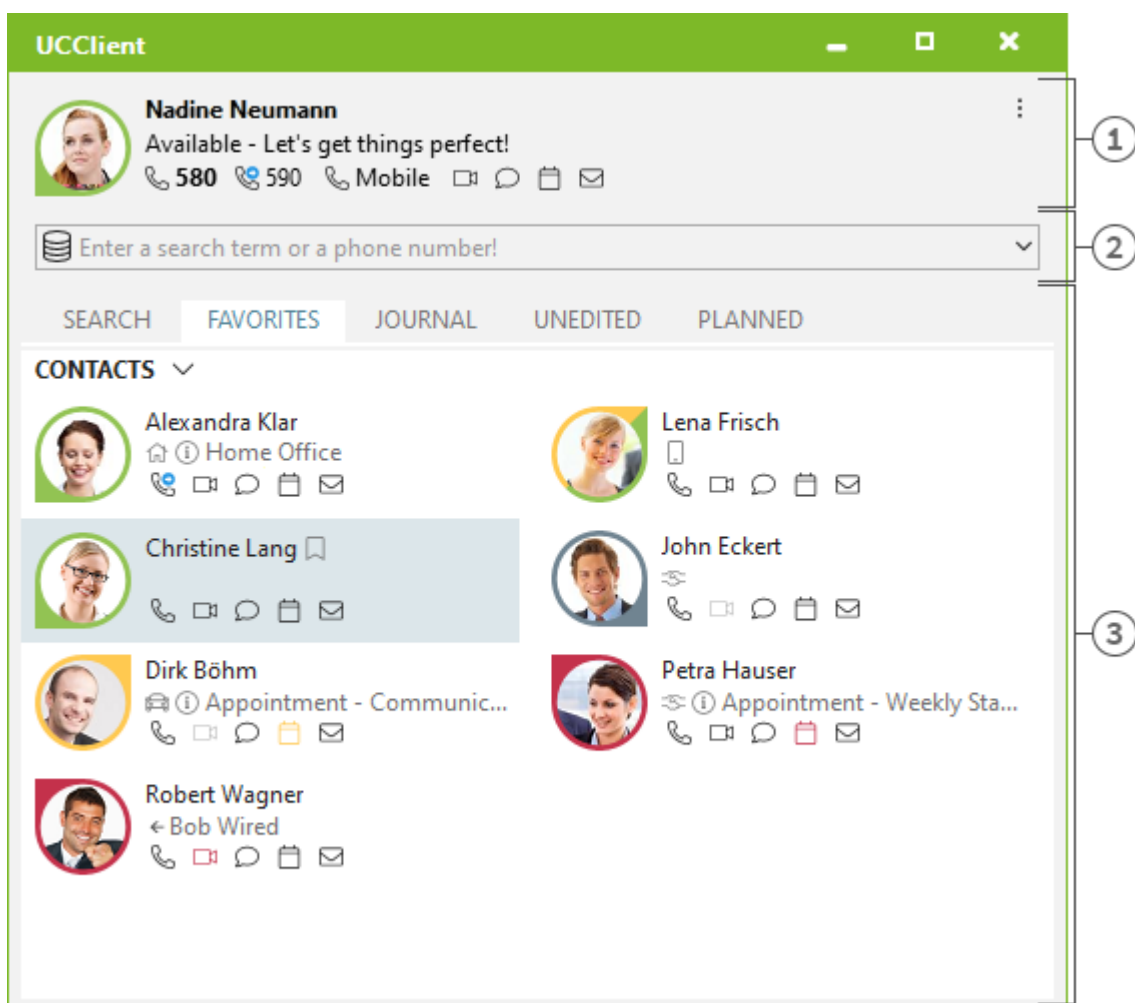 UCClient
Nadine Neumann
Available - Let's get things perfect!
580 590 Mobile
1
Enter a search term or a phone number!
2
SEARCH FAVORITES JOURNAL UNEDITED PLANNED
CONTACTS
Alexandra Klar
Home Office
Lena Frisch
Christine Lang
John Eckert
3
Dirk Böhm
Appointment - Communic...
Petra Hauser
Appointment - Weekly Sta...
Robert Wagner
Bob Wired